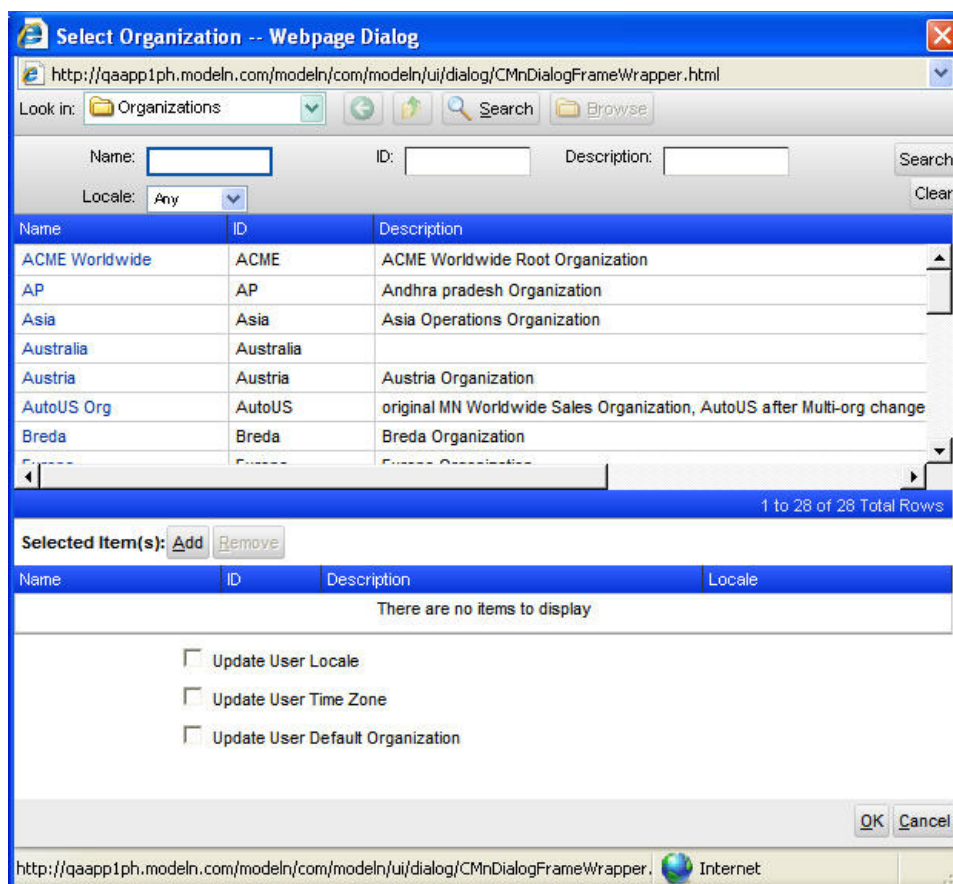 Select Organization -- Webpage Dialog
http://qaapp1ph.modeln.com/modeln/com/modeln/ui/dialog/CMnDialogFrameWrapper.html
Look in: Organizations Search Browse
Name: ID: Description: Search
Locale: Any Clear
Name ID Description
ACME Worldwide ACME ACME Worldwide Root Organization
AP AP Andhra pradesh Organization
Asia Asia Asia Operations Organization
Australia Australia
Austria Austria Austria Organization
AutoUS Org AutoUS original MN Worldwide Sales Organization, AutoUS after Multi-org change
Breda Breda Breda Organization
Europe Europe Europe Organization
1 to 28 of 28 Total Rows
Selected Item(s): Add Remove
Name ID Description Locale
There are no items to display
Update User Locale
Update User Time Zone
Update User Default Organization
OK Cancel
http://qaapp1ph.modeln.com/modeln/com/modeln/ui/dialog/CMnDialogFrameWrapper. Internet